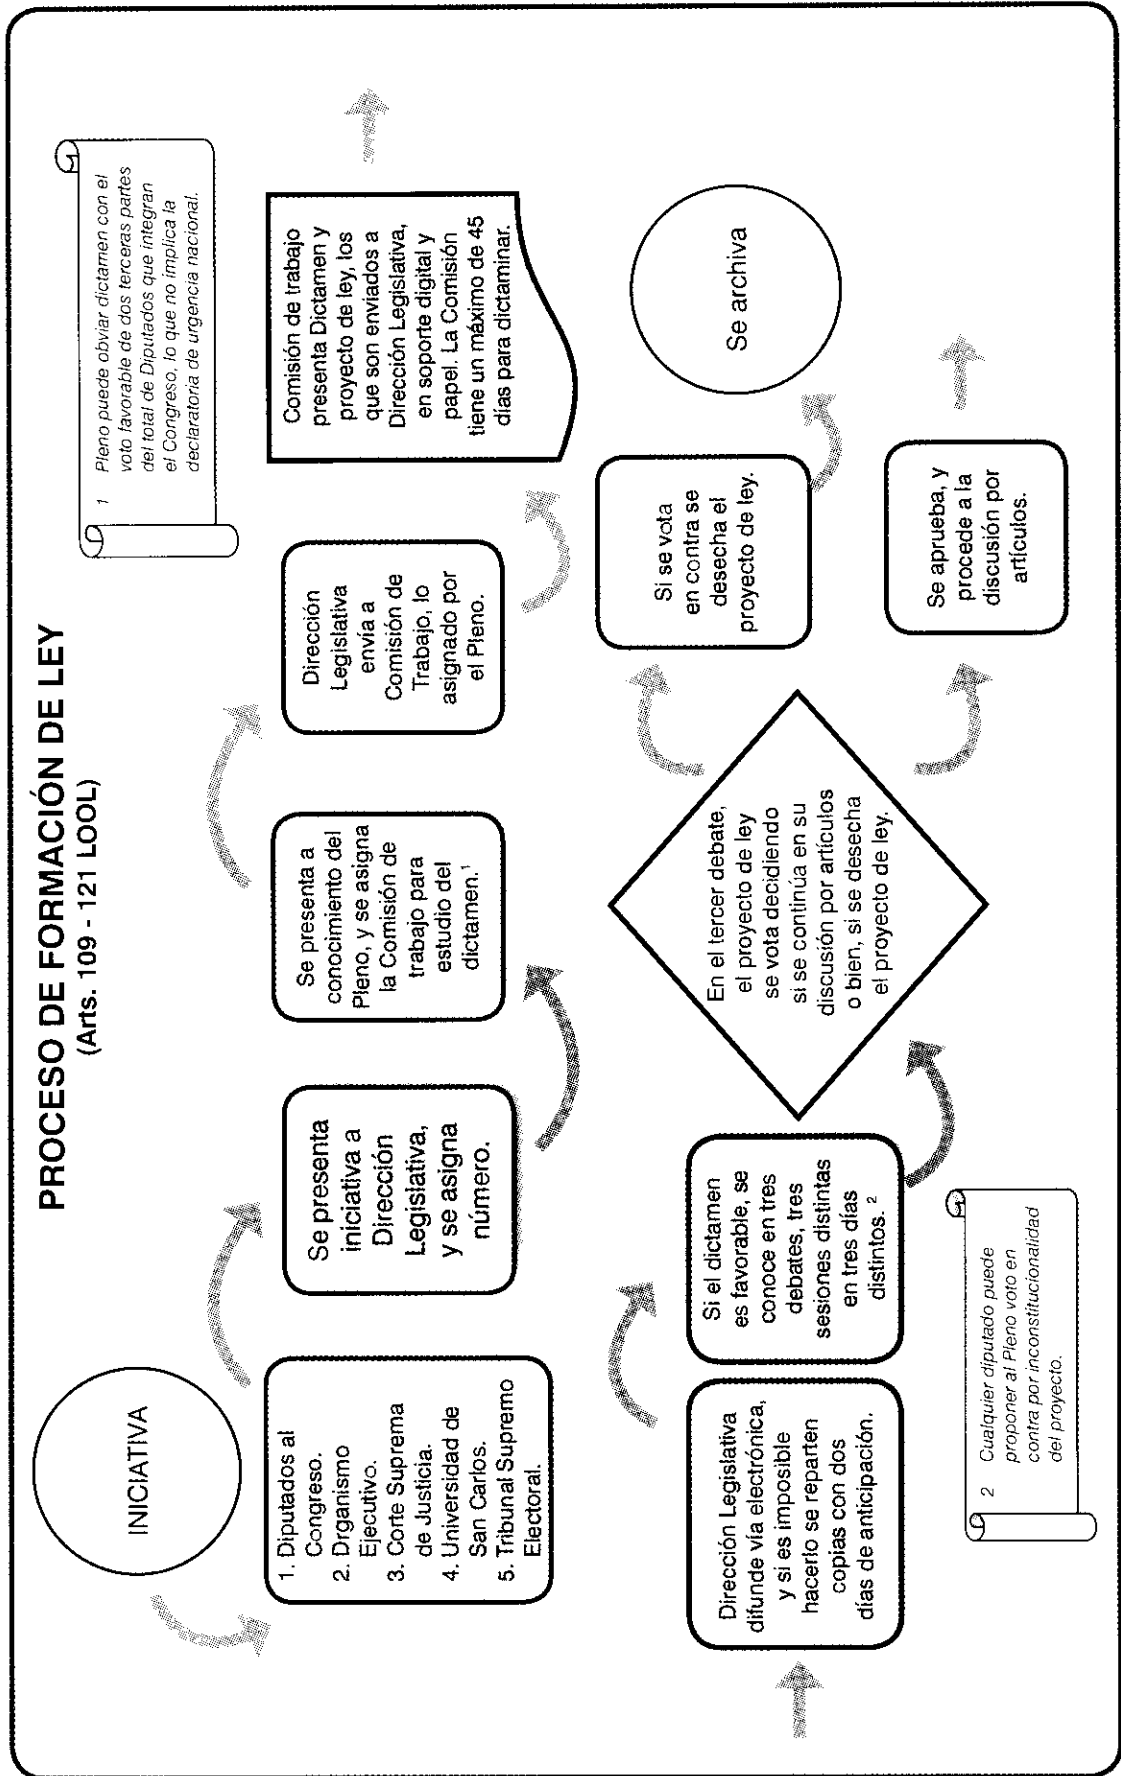 PROCESO DE FORMACIÓN DE LEY
(Arts. 109 - 121 LOOL)
INICIATIVA
1. Diputados al
Congreso.
2. Drganismo
Ejecutivo.
3. Corte Suprema
de Justicia.
4. Universidad de
San Carlos.
5. Tribunal Supremo
Electoral.
Se presenta
iniciativa a
Dirección
Legislativa,
y se asigna
número.
Se presenta a
conocimiento del
Pleno, y se asigna
la Comisión de
trabajo para
estudio del
dictamen.¹
Dirección
Legislativa
envía a
Comisión de
Trabajo, lo
asignado por
el Pleno.
1 Pleno puede obviar dictamen con el
voto favorable de dos terceras partes
del total de Diputados que integran
el Congreso, lo que no implica la
declaratoria de urgencia nacional.
Comisión de trabajo
presenta Dictamen y
proyecto de ley, los
que son enviados a
Dirección Legislativa,
en soporte digital y
papel. La Comisión
tiene un máximo de 45
días para dictaminar.
Dirección Legislativa
difunde vía electrónica,
y si es imposible
hacerlo se reparten
copias con dos
días de anticipación.
Si el dictamen
es favorable, se
conoce en tres
debates, tres
sesiones distintas
en tres días
distintos. ²
2 Cualquier diputado puede
proponer al Pleno voto en
contra por inconstitucionalidad
del proyecto.
En el tercer debate,
el proyecto de ley
se vota decidiendo
si se continúa en su
discusión por artículos
o bien, si se desecha
el proyecto de ley.
Si se vota
en contra se
desecha el
proyecto de ley.
Se archiva
Se aprueba, y
procede a la
discusión por
artículos.